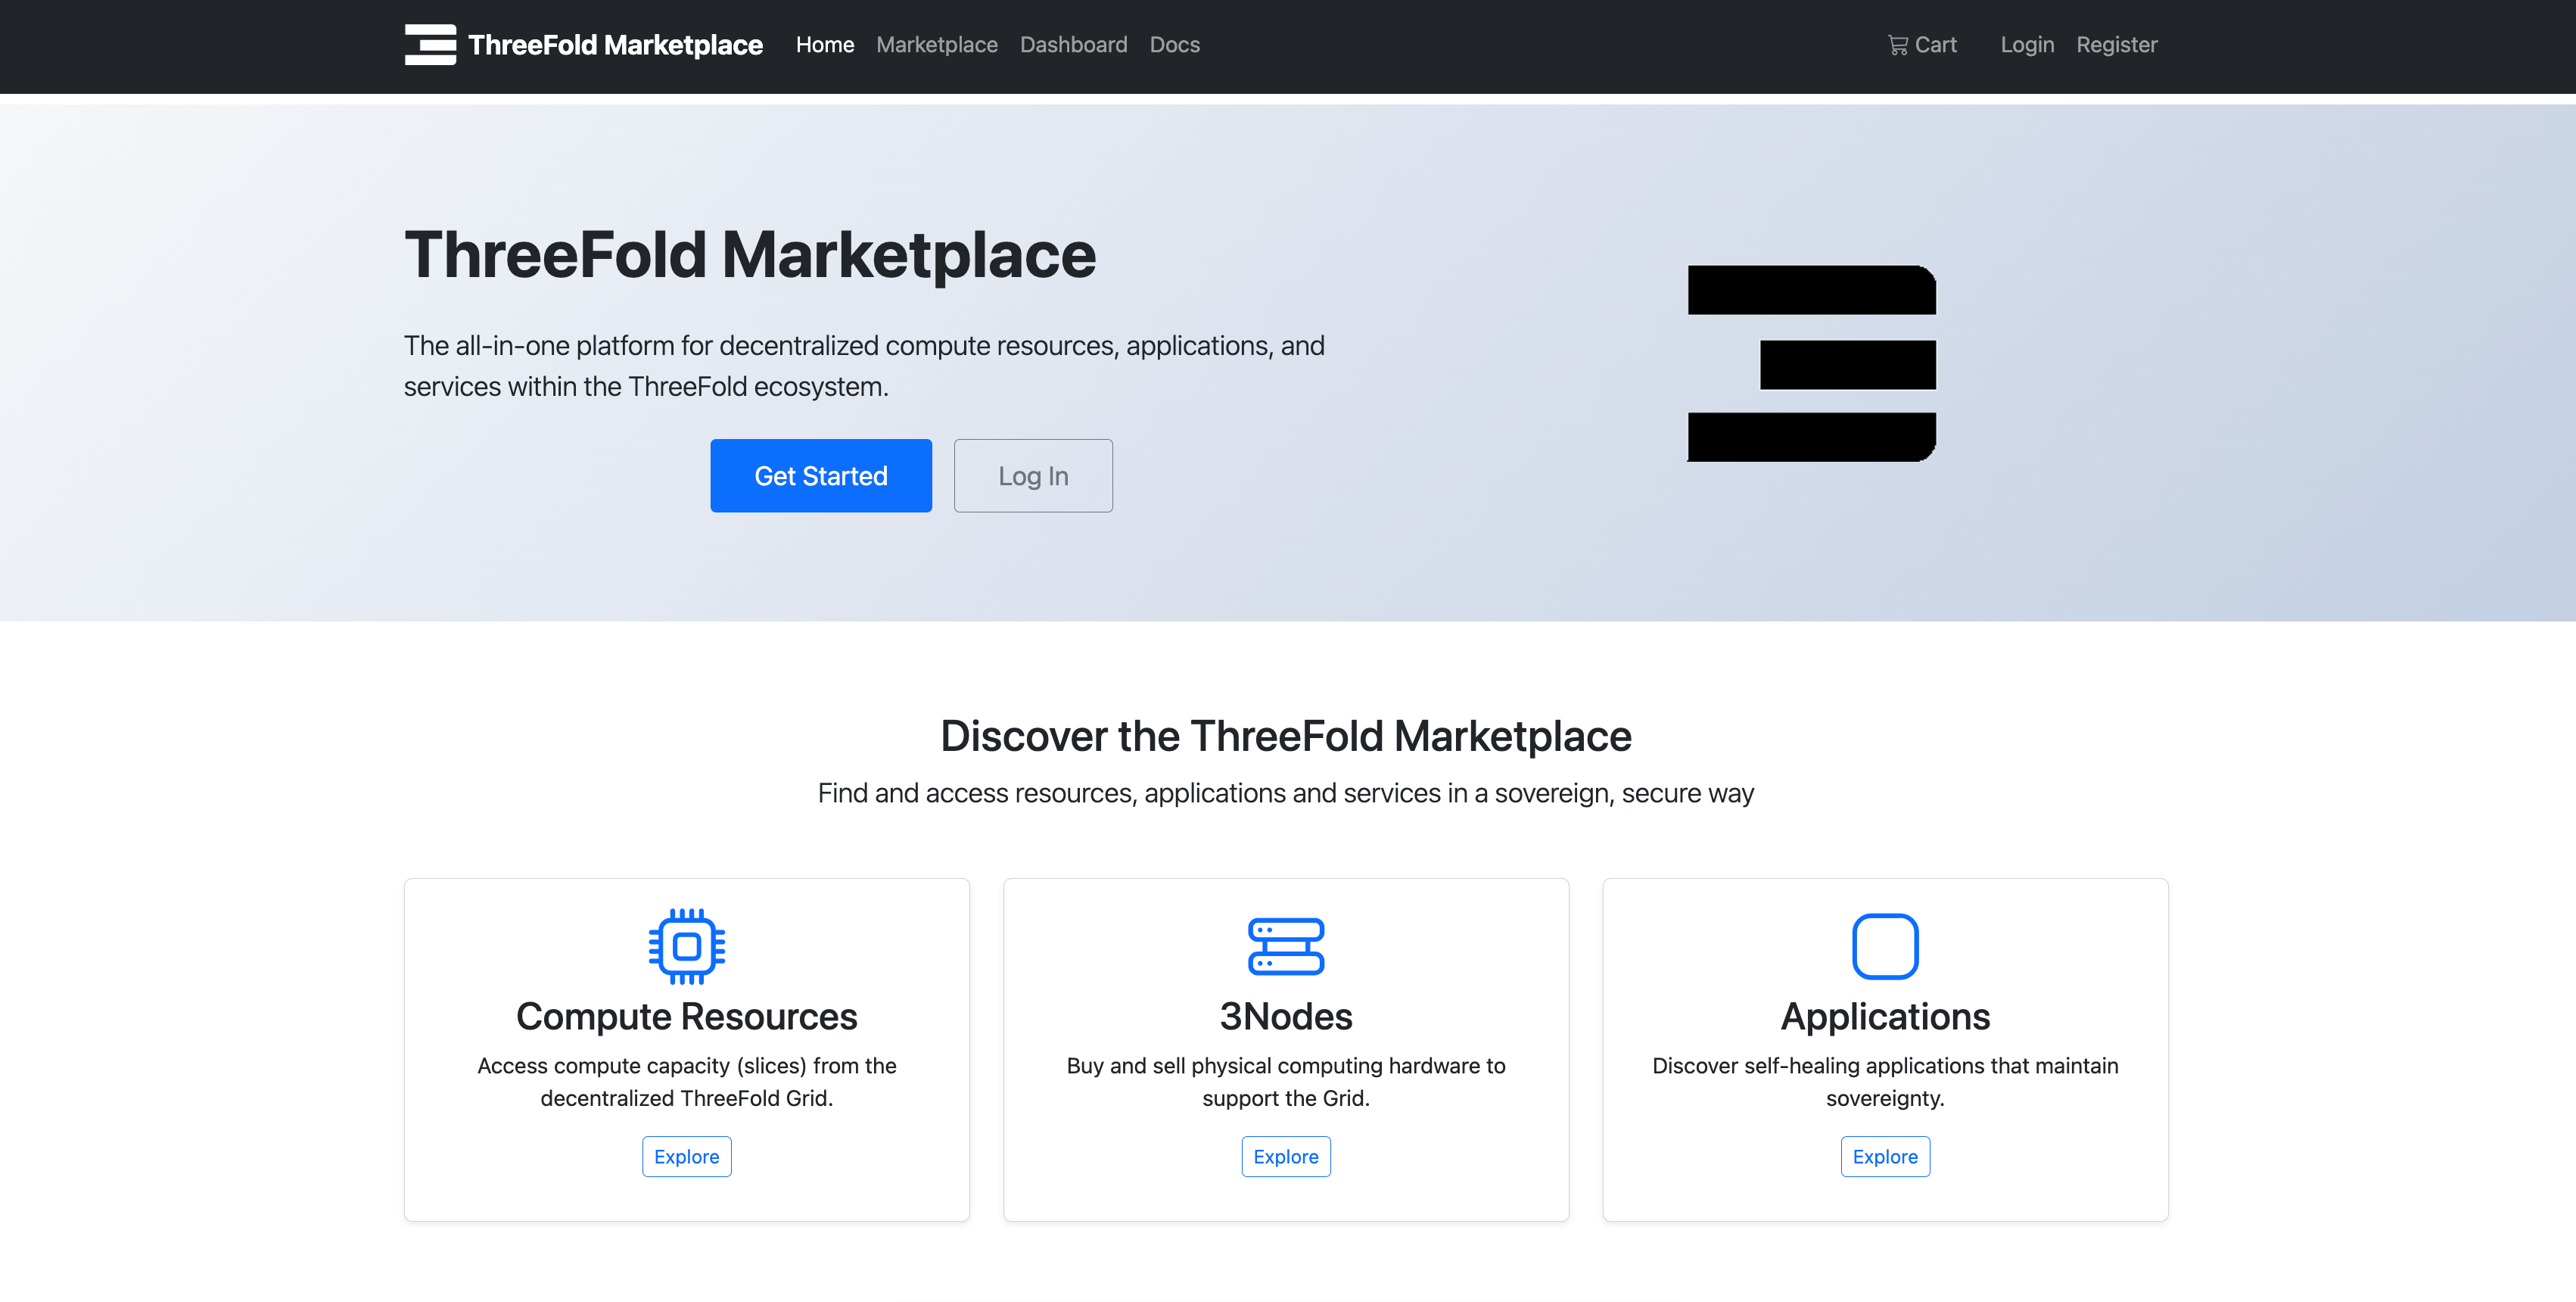 ThreeFold Marketplace Home Marketplace Dashboard Docs Cart Login Register
ThreeFold Marketplace
The all-in-one platform for decentralized compute resources, applications, and
services within the ThreeFold ecosystem.
Get Started Log In
Discover the ThreeFold Marketplace
Find and access resources, applications and services in a sovereign, secure way
Compute Resources
Access compute capacity (slices) from the
decentralized ThreeFold Grid.
Explore
3Nodes
Buy and sell physical computing hardware to
support the Grid.
Explore
Applications
Discover self-healing applications that maintain
sovereignty.
Explore